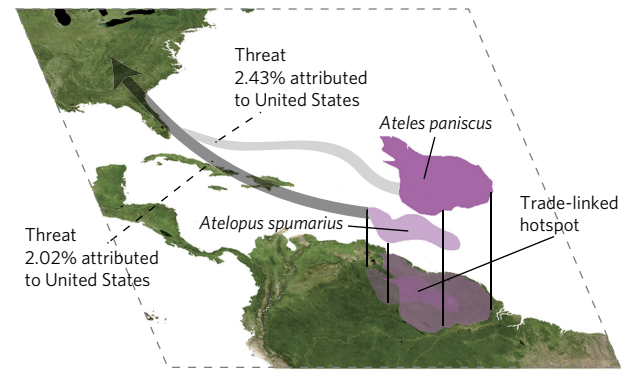 Threat
2.43% attributed
to United States
Ateles paniscus
Trade-linked
hotspot
Atelopus spumarius
Threat
2.02% attributed
to United States